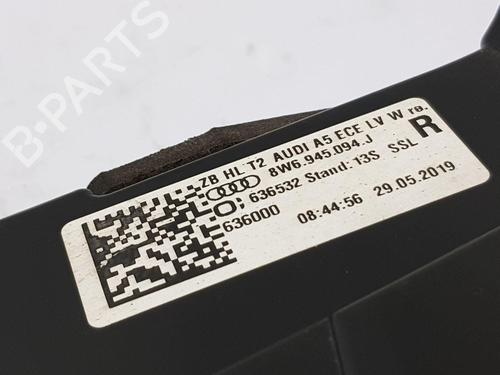 B-PARTS
ZB HL T2 AUDI A5 ECE LV W re.
8W6.945.094.J
R
O; 636532 Stand: 13S SSL
636000 08:44:56 29.05.2019